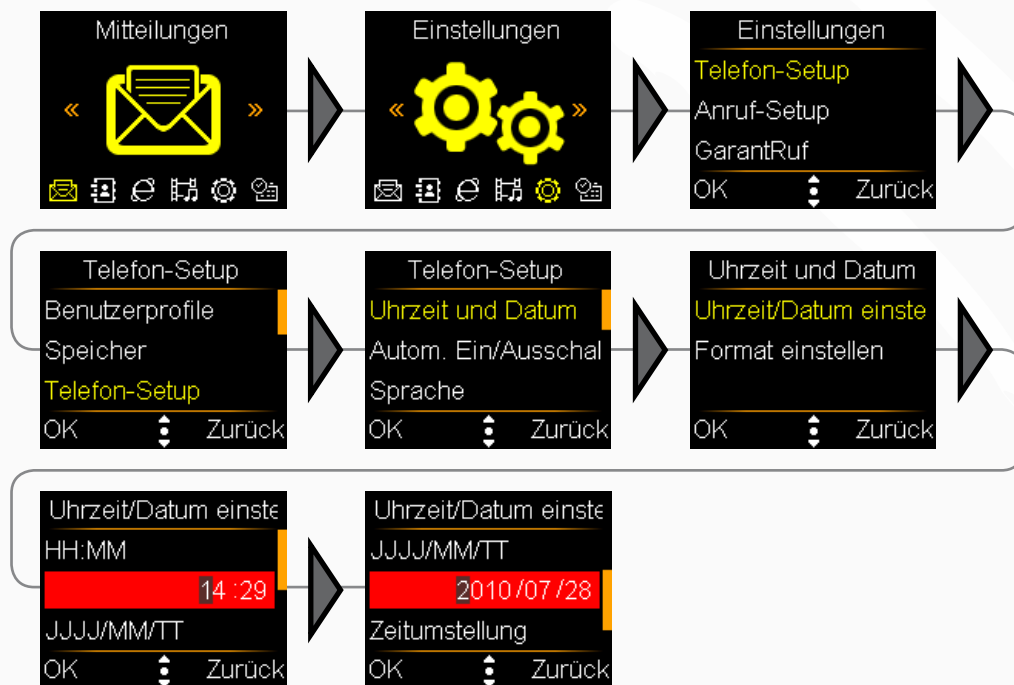 Mitteilungen
Einstellungen
Einstellungen
Telefon-Setup
Anruf-Setup
GarantRuf
OK Zurück
Telefon-Setup
Benutzerprofile
Speicher
Telefon-Setup
OK Zurück
Telefon-Setup
Uhrzeit und Datum
Autom. Ein/Ausschal
Sprache
OK Zurück
Uhrzeit und Datum
Uhrzeit/Datum einste
Format einstellen
OK Zurück
Uhrzeit/Datum einste
HH:MM
14 :29
JJJJ/MM/TT
OK Zurück
Uhrzeit/Datum einste
JJJJ/MM/TT
2010 /07 /28
Zeitumstellung
OK Zurück